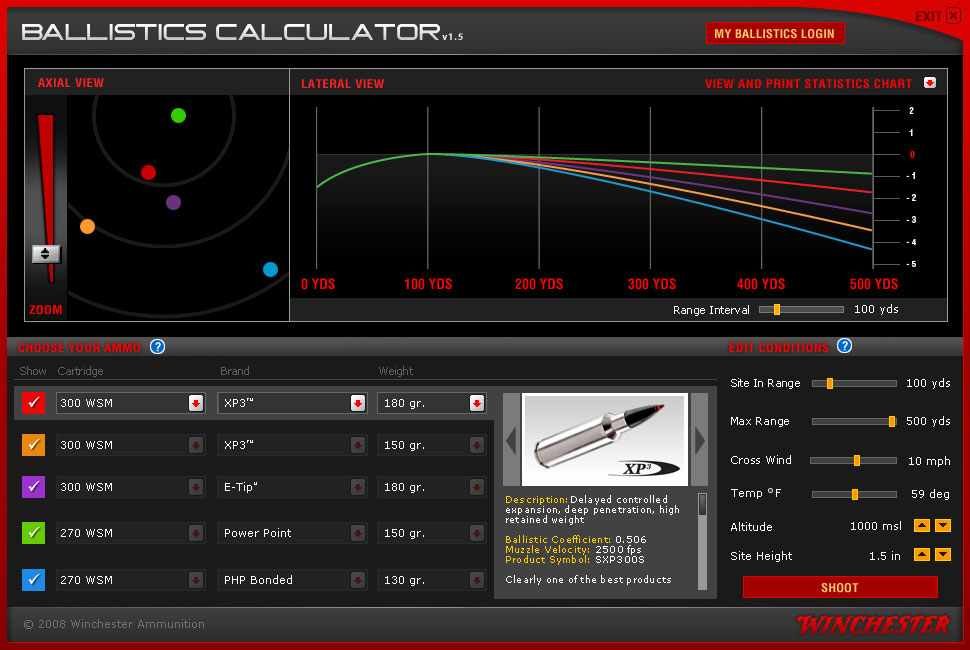 BALLISTICS CALCULATOR v1.5
MY BALLISTICS LOGIN
EXIT
AXIAL VIEW
ZOOM
LATERAL VIEW
VIEW AND PRINT STATISTICS CHART
2
1
0
-1
-2
-3
-4
-5
0 YDS 100 YDS 200 YDS 300 YDS 400 YDS 500 YDS
Range Interval 100 yds
CHOOSE YOUR AMMO ?
Show Cartridge Brand Weight
300 WSM XP3™ 180 gr.
300 WSM XP3™ 150 gr.
300 WSM E-Tip® 180 gr.
270 WSM Power Point 150 gr.
270 WSM PHP Bonded 130 gr.
XP3
Description: Delayed controlled
expansion, deep penetration, high
retained weight
Ballistic Coefficient: 0.506
Muzzle Velocity: 2500 fps
Product Symbol: SXP300S
Clearly one of the best products
EDIT CONDITIONS ?
Site In Range 100 yds
Max Range 500 yds
Cross Wind 10 mph
Temp °F 59 deg
Altitude 1000 msl
Site Height 1.5 in
SHOOT
© 2008 Winchester Ammunition
WINCHESTER